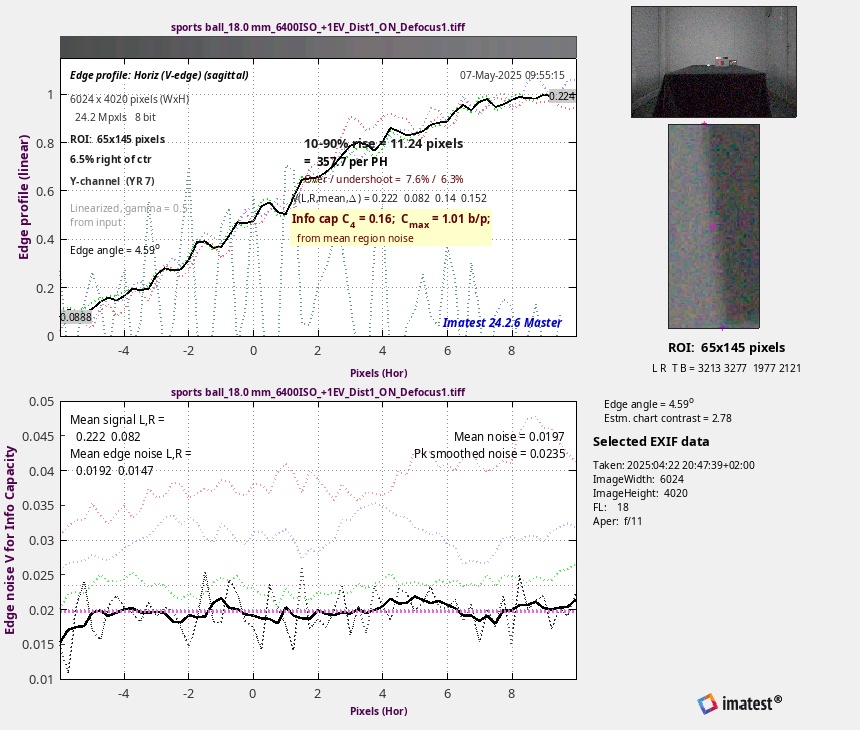 sports ball_18.0 mm_6400ISO_+1EV_Dist1_ON_Defocus1.tiff
Edge profile: Horiz (V-edge) (sagittal)
07-May-2025 09:55:15
6024 x 4020 pixels (WxH)
24.2 Mpxls 8 bit
ROI: 65x145 pixels
6.5% right of ctr
Y-channel (YR 7)
Linearized, gamma = 0.5
from input
Edge angle = 4.59º
10-90% rise = 11.24 pixels
= 357.7 per PH
Over / undershoot = 7.6% / 6.3%
(L,R,mean,Δ) = 0.222 0.082 0.14 0.152
Info cap C4 = 0.16; Cmax = 1.01 b/p;
from mean region noise
0.224
0.0888
Imatest 24.2.6 Master
Edge profile (linear)
1
0.8
0.6
0.4
0.2
0
-4 -2 0 2 4 6 8
Pixels (Hor)
sports ball_18.0 mm_6400ISO_+1EV_Dist1_ON_Defocus1.tiff
Mean signal L,R =
0.222 0.082
Mean edge noise L,R =
0.0192 0.0147
Mean noise = 0.0197
Pk smoothed noise = 0.0235
Edge noise V for Info Capacity
0.05
0.045
0.04
0.035
0.03
0.025
0.02
0.015
0.01
-4 -2 0 2 4 6 8
Pixels (Hor)
ROI: 65x145 pixels
L R T B = 3213 3277 1977 2121
Edge angle = 4.59º
Estm. chart contrast = 2.78
Selected EXIF data
Taken: 2025:04:22 20:47:39+02:00
ImageWidth: 6024
ImageHeight: 4020
FL: 18
Aper: f/11
imatest®